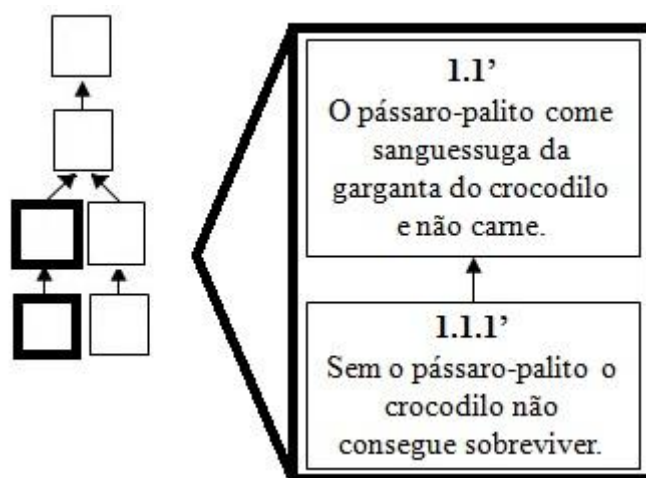 1.1’
O pássaro-palito come
sanguessuga da
garganta do crocodilo
e não carne.
1.1.1’
Sem o pássaro-palito o
crocodilo não
consegue sobreviver.